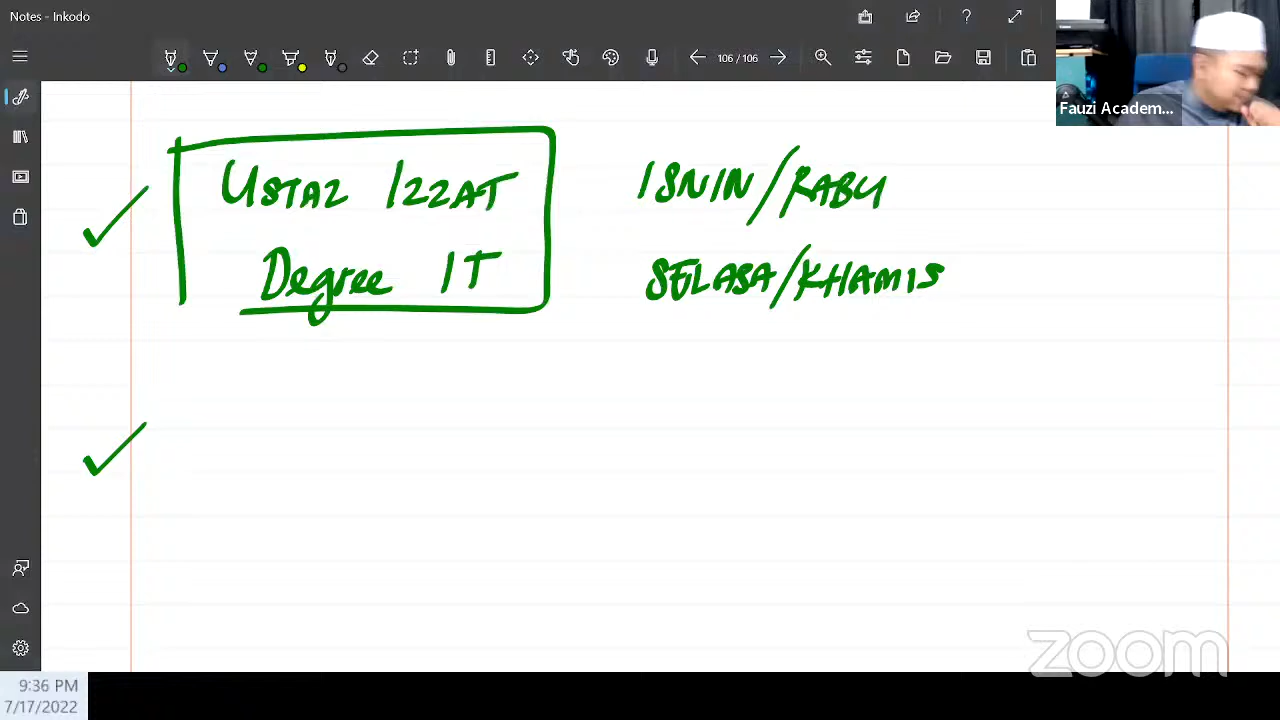 Notes - Inkodo
106 / 106
Fauzi Academ...
USTAZ IZZAT
Degree IT
ISNIN/RABU
SELASA/KHAMIS
zoom
9:36 PM
7/17/2022